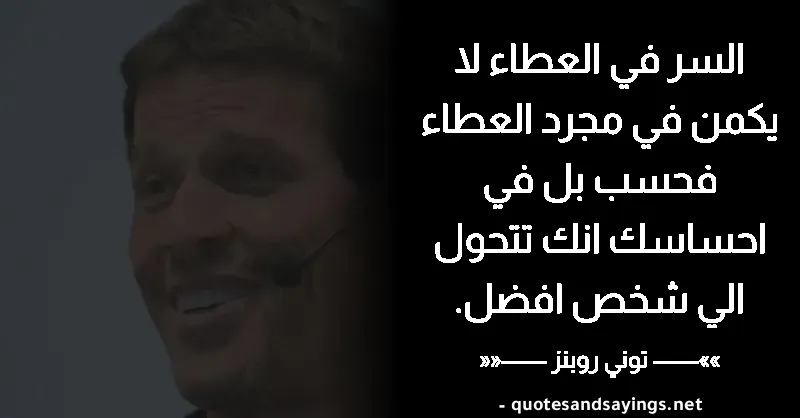 السر في العطاء لا
يكمن في مجرد العطاء
فحسب بل في
احساسك انك تتحول
الي شخص افضل.
»»—— توني روبنز ——««
- quotesandsayings.net